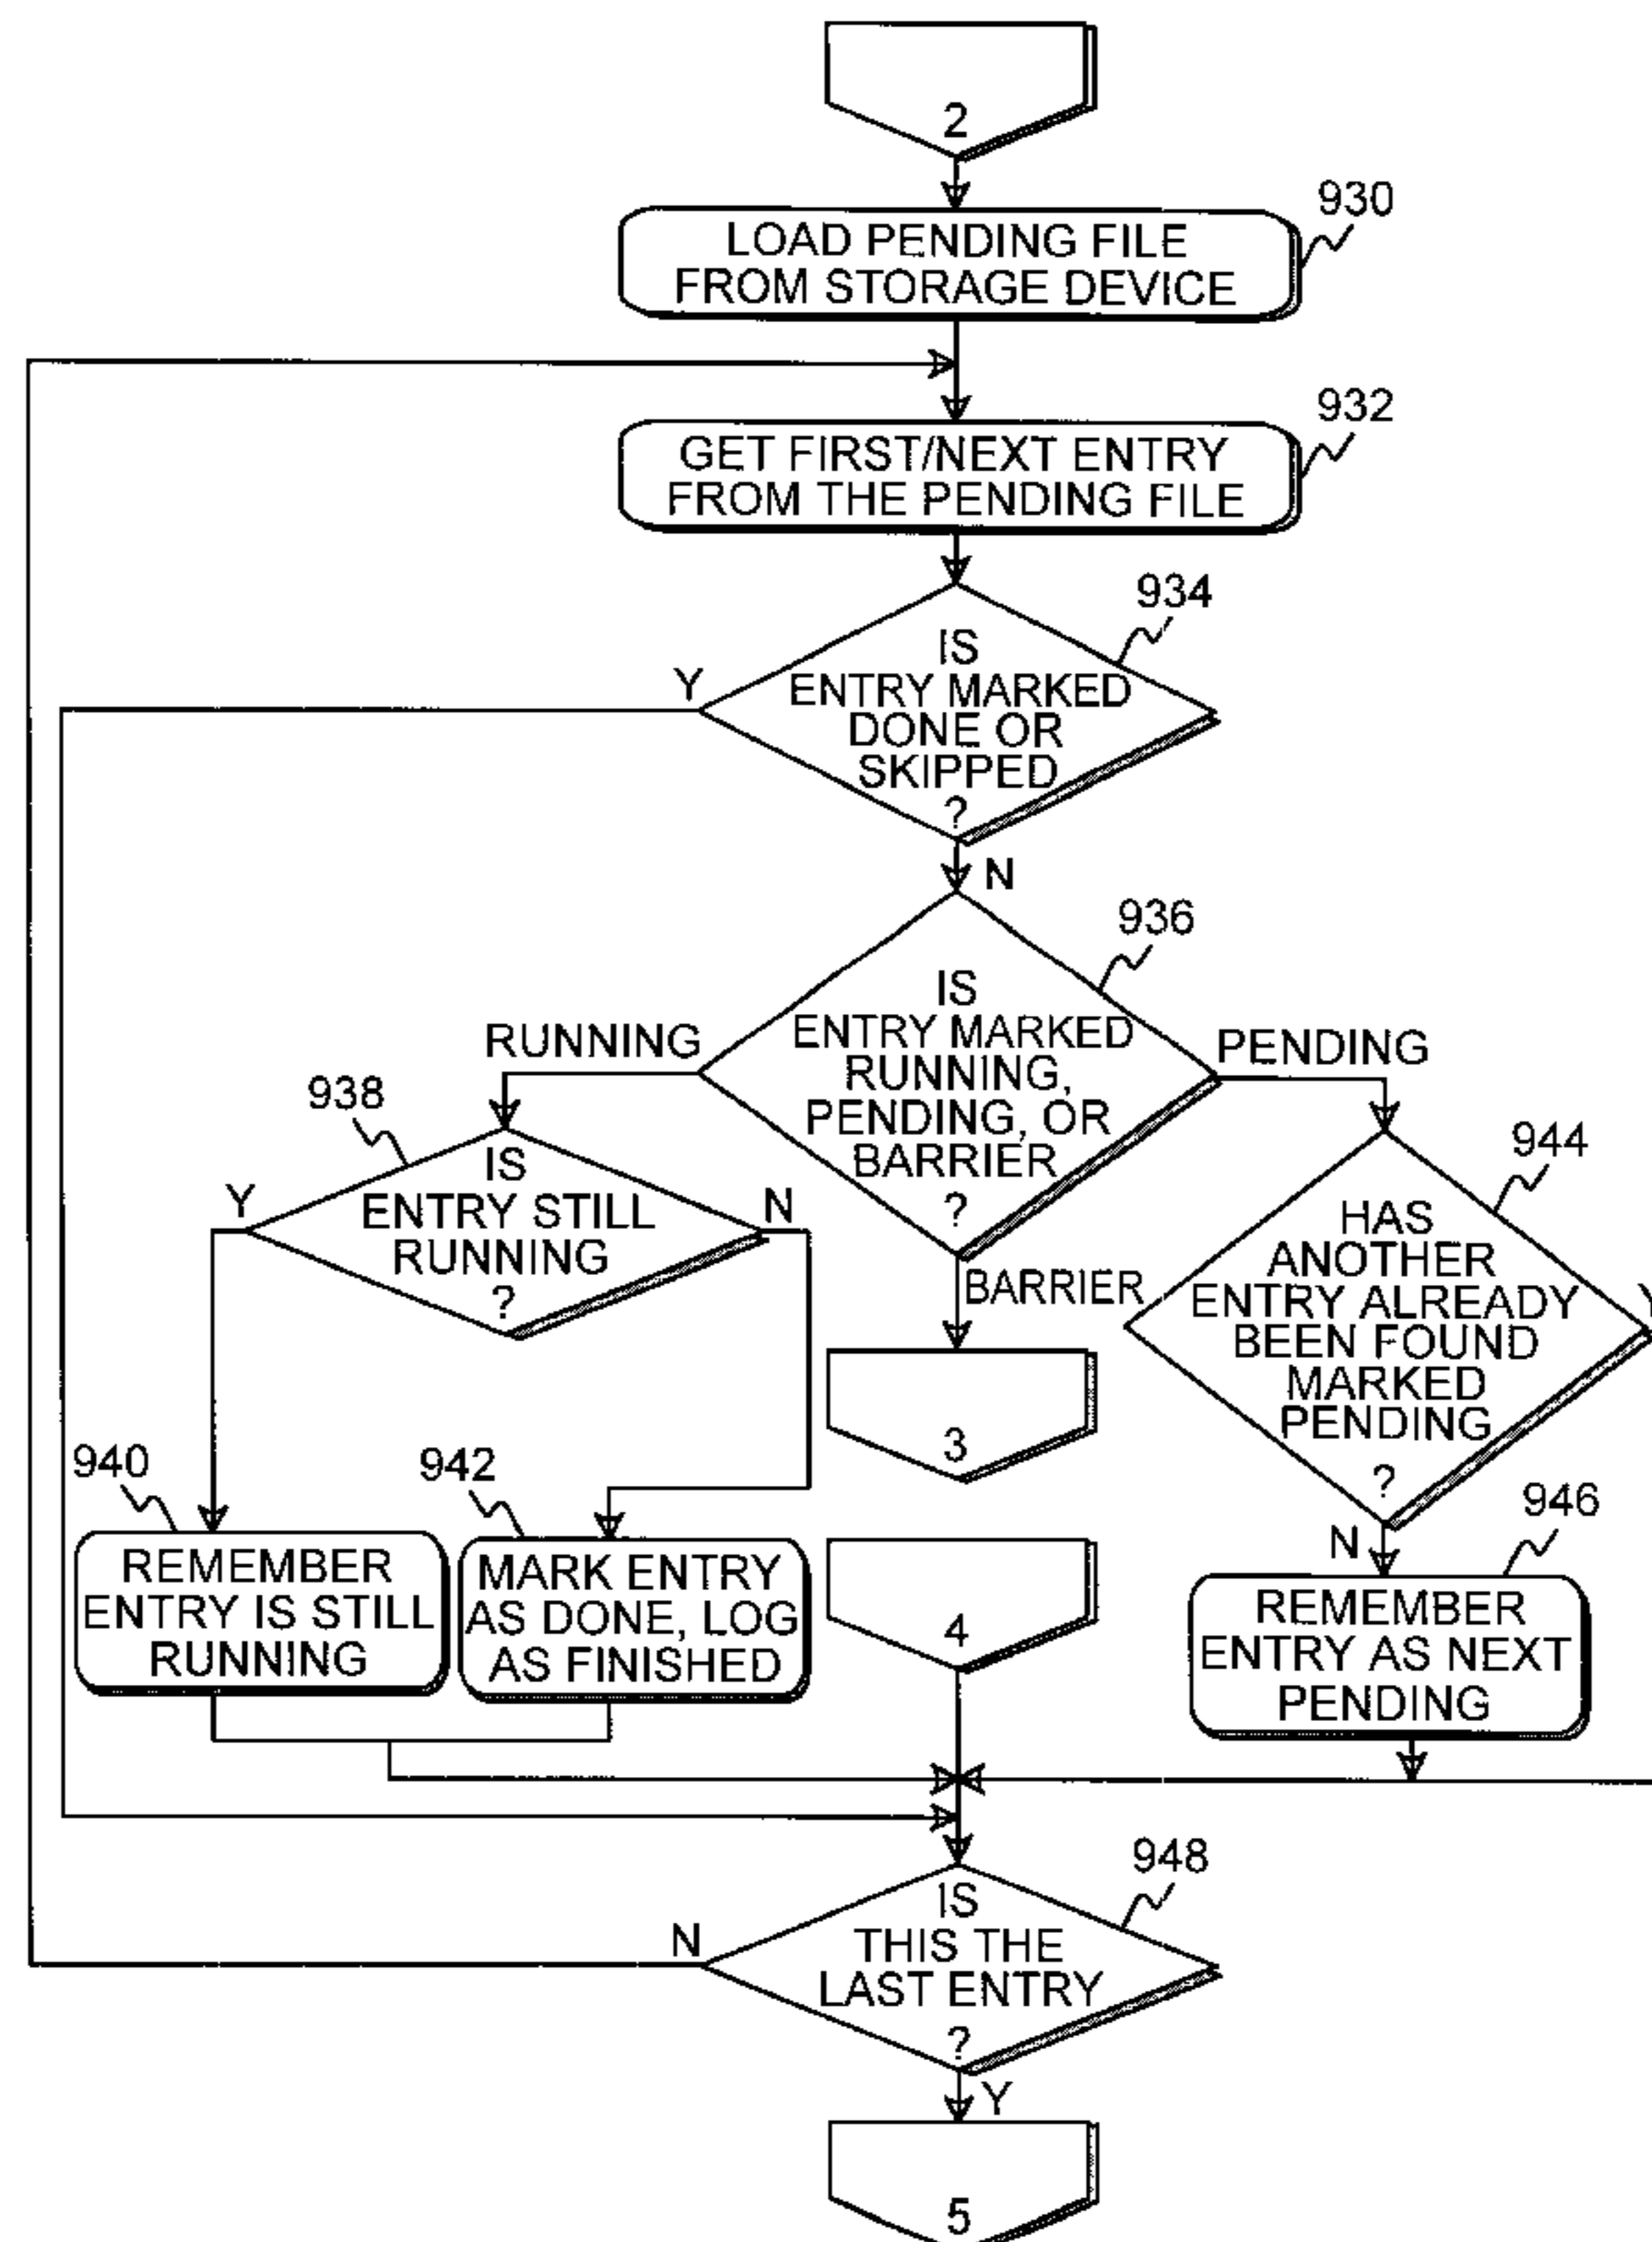 2
930
LOAD PENDING FILE
FROM STORAGE DEVICE
932
GET FIRST/NEXT ENTRY
FROM THE PENDING FILE
934
IS
ENTRY MARKED
DONE OR
SKIPPED
?
Y
N
936
IS
ENTRY MARKED
RUNNING,
PENDING, OR
BARRIER
?
RUNNING
PENDING
BARRIER
938
IS
ENTRY STILL
RUNNING
?
Y
N
944
HAS
ANOTHER
ENTRY ALREADY
BEEN FOUND
MARKED
PENDING
?
Y
N
3
940
REMEMBER
ENTRY IS STILL
RUNNING
942
MARK ENTRY
AS DONE, LOG
AS FINISHED
4
946
REMEMBER
ENTRY AS NEXT
PENDING
948
IS
THIS THE
LAST ENTRY
?
N
Y
5